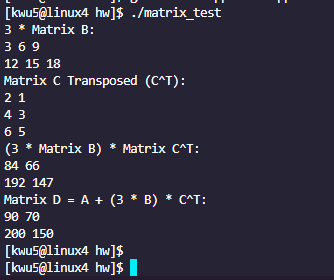 [kwu5@linux4 hw]$ ./matrix_test
3 * Matrix B:
3 6 9
12 15 18
Matrix C Transposed (C^T):
2 1
4 3
6 5
(3 * Matrix B) * Matrix C^T:
84 66
192 147
Matrix D = A + (3 * B) * C^T:
90 70
200 150
[kwu5@linux4 hw]$
[kwu5@linux4 hw]$